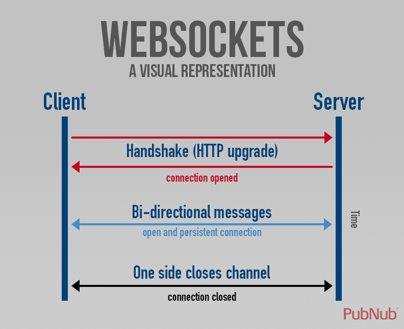 WEBSOCKETS
A VISUAL REPRESENTATION
Client
Server
Handshake (HTTP upgrade)
connection opened
Bi-directional messages
open and persistent connection
Time
One side closes channel
connection closed
PubNub